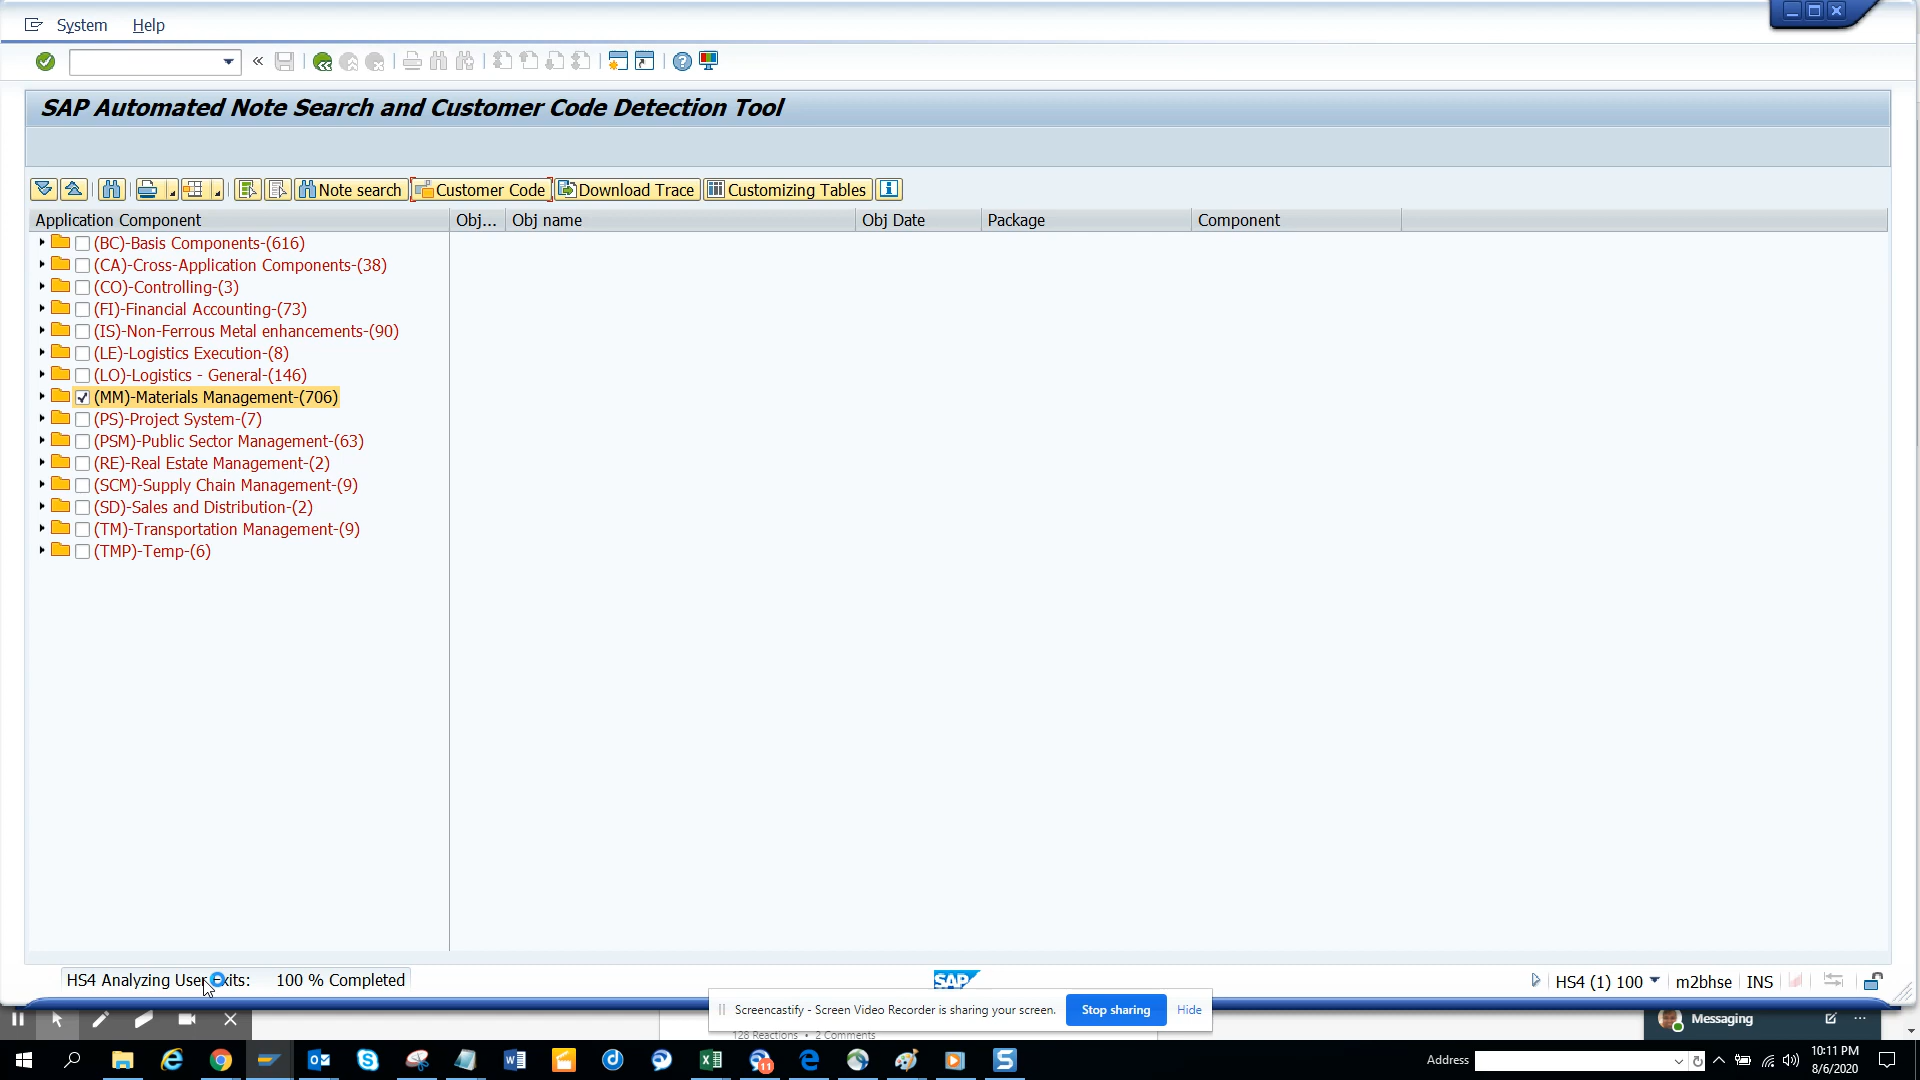 System Help
SAP Automated Note Search and Customer Code Detection Tool
Note search Customer Code Download Trace Customizing Tables
Application Component Obj... Obj name Obj Date Package Component
(BC)-Basis Components-(616)
(CA)-Cross-Application Components-(38)
(CO)-Controlling-(3)
(FI)-Financial Accounting-(73)
(IS)-Non-Ferrous Metal enhancements-(90)
(LE)-Logistics Execution-(8)
(LO)-Logistics - General-(146)
(MM)-Materials Management-(706)
(PS)-Project System-(7)
(PSM)-Public Sector Management-(63)
(RE)-Real Estate Management-(2)
(SCM)-Supply Chain Management-(9)
(SD)-Sales and Distribution-(2)
(TM)-Transportation Management-(9)
(TMP)-Temp-(6)
HS4 Analyzing User Exits: 100 % Completed SAP HS4 (1) 100 m2bhse INS
Screencastify - Screen Video Recorder is sharing your screen. Stop sharing Hide
Messaging
128 Reactions • 2 Comments
Address
11
10:11 PM
8/6/2020